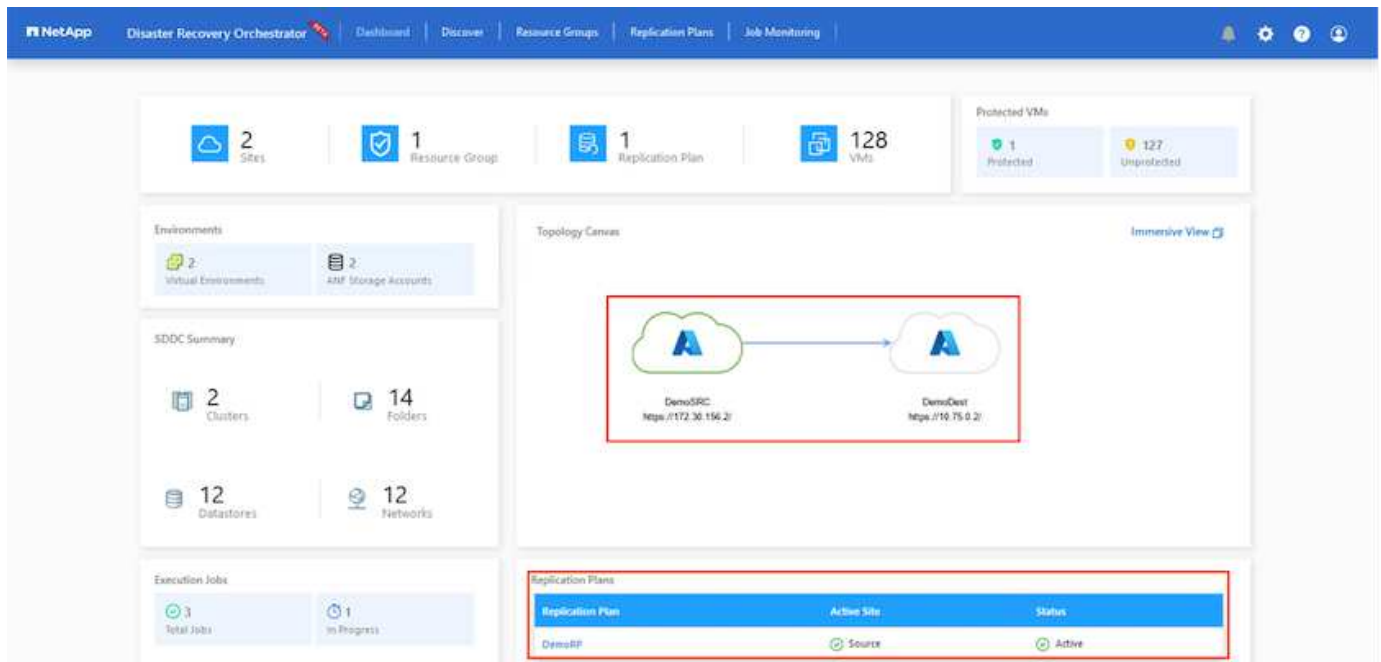 NetApp Disaster Recovery Orchestrator Dashboard Discover Resource Groups Replication Plans Job Monitoring
2
Sites
1
Resource Group
1
Replication Plan
128
VMs
Protected VMs
1
Protected
127
Unprotected
Environments
2
Virtual Environments
2
ANF Storage Accounts
Topology Canvas
Immersive View
DemoSRC
https://172.30.156.2/
DemoDest
https://10.75.0.2/
SDDC Summary
2
Clusters
14
Folders
12
Datastores
12
Networks
Execution Jobs
3
Total Jobs
1
In Progress
Replication Plans
Replication Plan Active Site Status
DemoRP Source Active